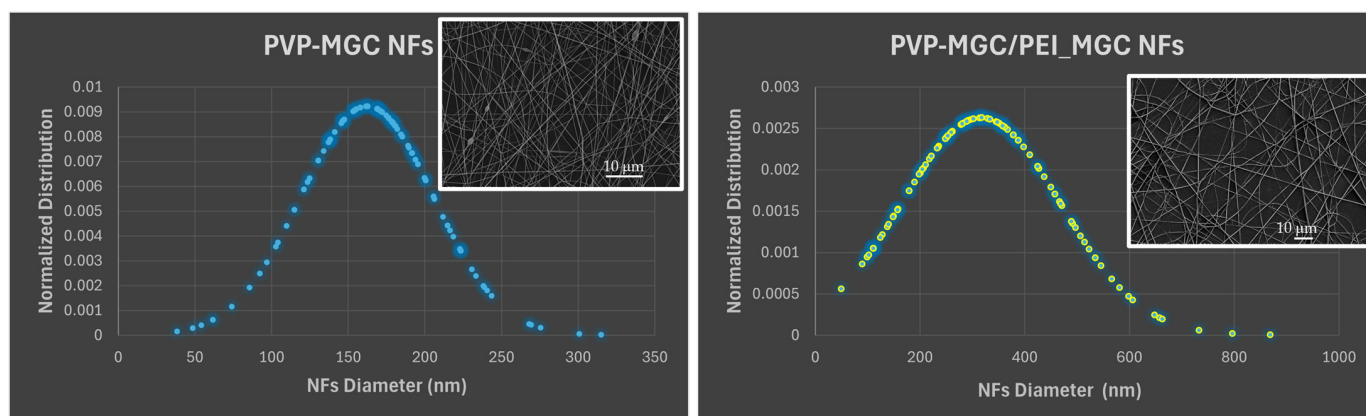 PVP-MGC NFs
10 µm
Normalized Distribution
0.01
0.009
0.008
0.007
0.006
0.005
0.004
0.003
0.002
0.001
0
0 50 100 150 200 250 300 350
NFs Diameter (nm)
PVP-MGC/PEI_MGC NFs
10 µm
Normalized Distribution
0.003
0.0025
0.002
0.0015
0.001
0.0005
0
0 200 400 600 800 1000
NFs Diameter (nm)